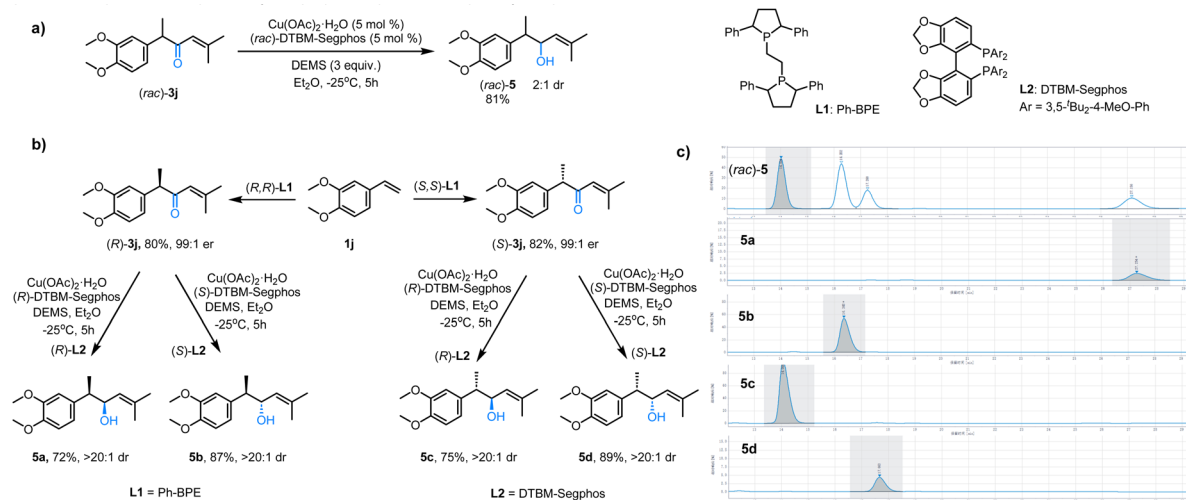 a)
(rac)-3j
Cu(OAc)₂·H₂O (5 mol %)
(rac)-DTBM-Segphos (5 mol %)
DEMS (3 equiv.)
Et₂O, -25°C, 5h
(rac)-5 2:1 dr
81%
L1: Ph-BPE
L2: DTBM-Segphos
Ar = 3,5-ᵗBu₂-4-MeO-Ph
b)
(R)-3j, 80%, 99:1 er
(R,R)-L1
1j
(S,S)-L1
(S)-3j, 82%, 99:1 er
Cu(OAc)₂·H₂O
(R)-DTBM-Segphos
DEMS, Et₂O
-25°C, 5h
(R)-L2
Cu(OAc)₂·H₂O
(S)-DTBM-Segphos
DEMS, Et₂O
-25°C, 5h
(S)-L2
Cu(OAc)₂·H₂O
(R)-DTBM-Segphos
DEMS, Et₂O
-25°C, 5h
(R)-L2
Cu(OAc)₂·H₂O
(S)-DTBM-Segphos
DEMS, Et₂O
-25°C, 5h
(S)-L2
5a, 72%, >20:1 dr
5b, 87%, >20:1 dr
5c, 75%, >20:1 dr
5d, 89%, >20:1 dr
L1 = Ph-BPE
L2 = DTBM-Segphos
c)
(rac)-5
5a
5b
5c
5d